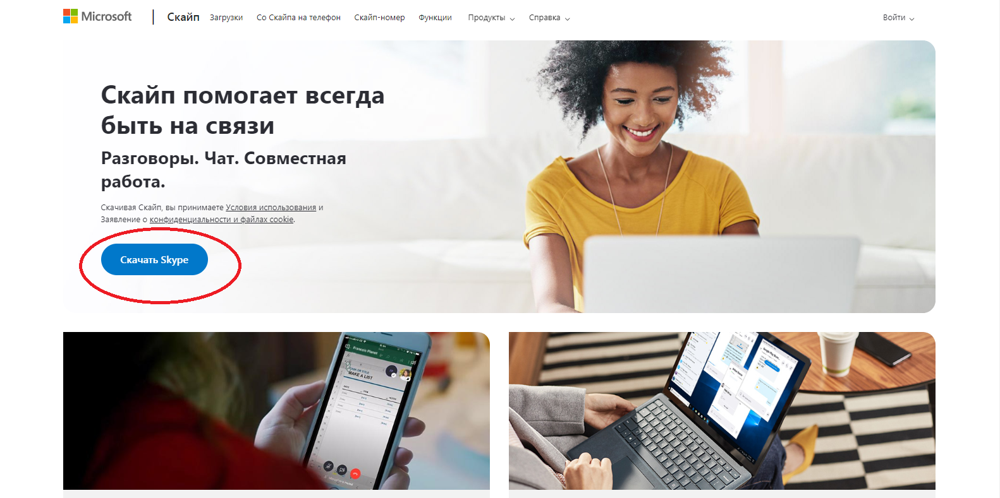 Microsoft
Скайп
Загрузки
Со Скайпа на телефон
Скайп-номер
Функции
Продукты
Справка
Войти
Скайп помогает всегда
быть на связи
Разговоры. Чат. Совместная
работа.
Скачивая Скайп, вы принимаете Условия использования и
Заявление о конфиденциальности и файлах cookie.
Скачать Skype
MAKE A LIST